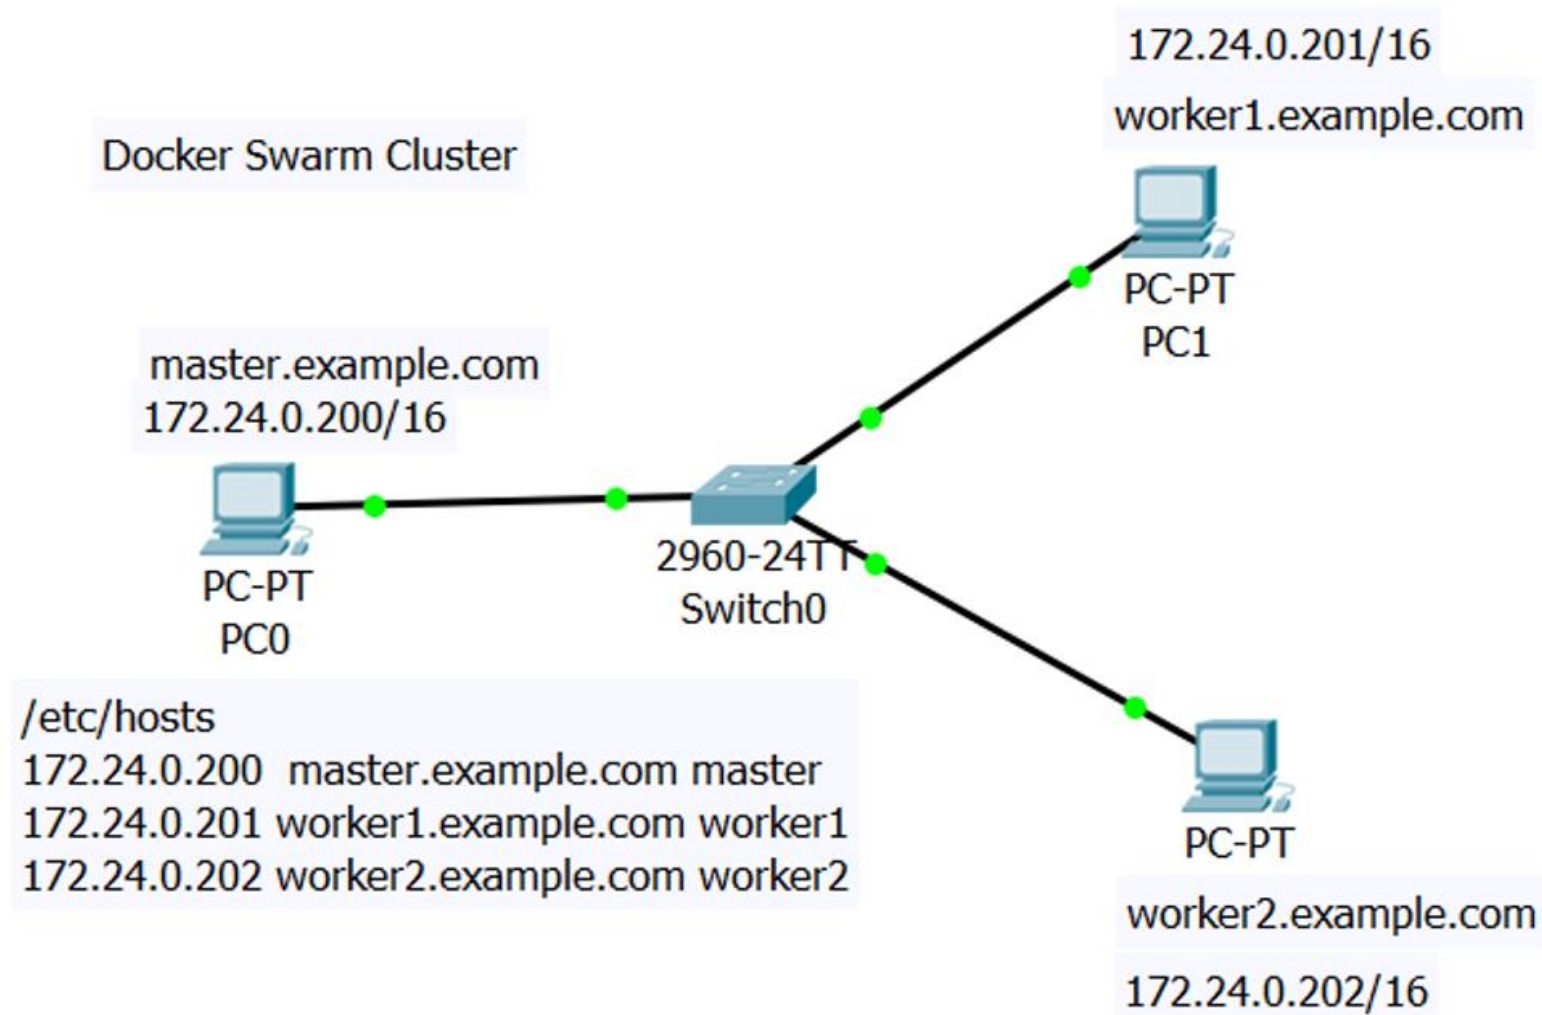 172.24.0.201/16
worker1.example.com
Docker Swarm Cluster
PC-PT
PC1
master.example.com
172.24.0.200/16
PC-PT
PC0
2960-24TT
Switch0
/etc/hosts
172.24.0.200 master.example.com master
172.24.0.201 worker1.example.com worker1
172.24.0.202 worker2.example.com worker2
PC-PT
worker2.example.com
172.24.0.202/16